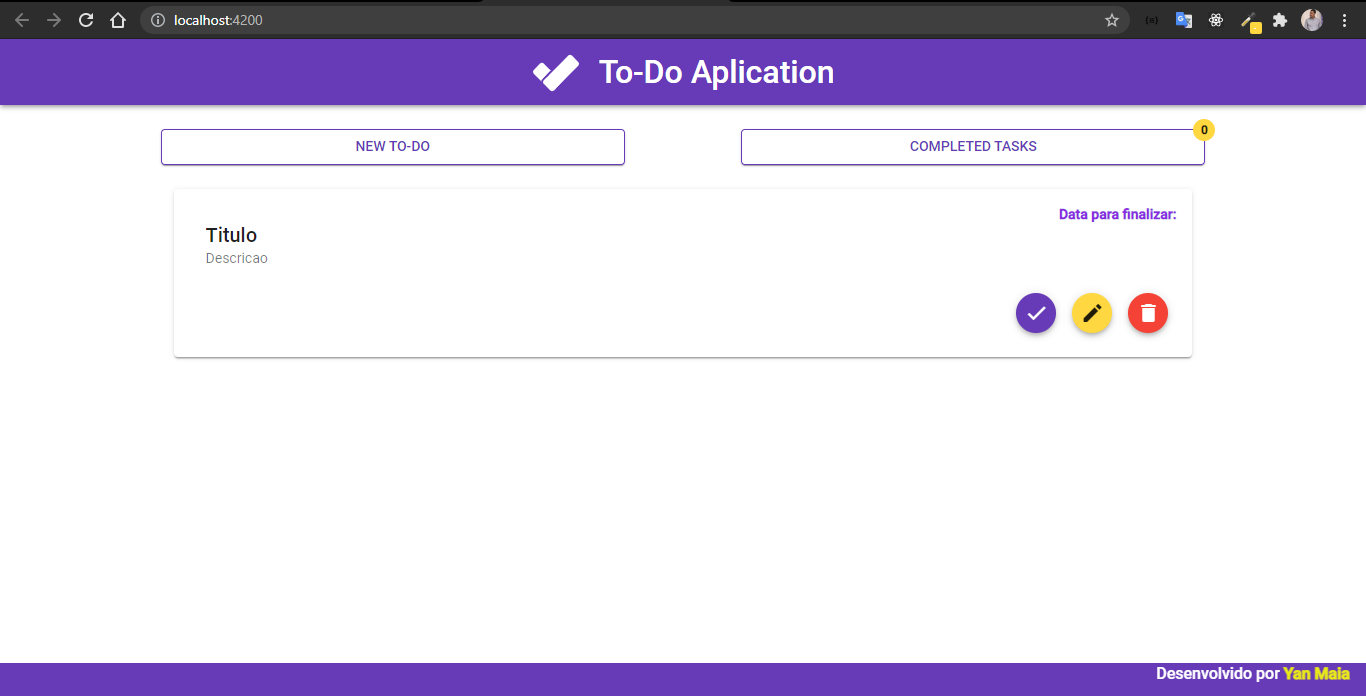 localhost:4200
To-Do Aplication
NEW TO-DO
COMPLETED TASKS
0
Data para finalizar:
Titulo
Descricao
Desenvolvido por Yan Maia